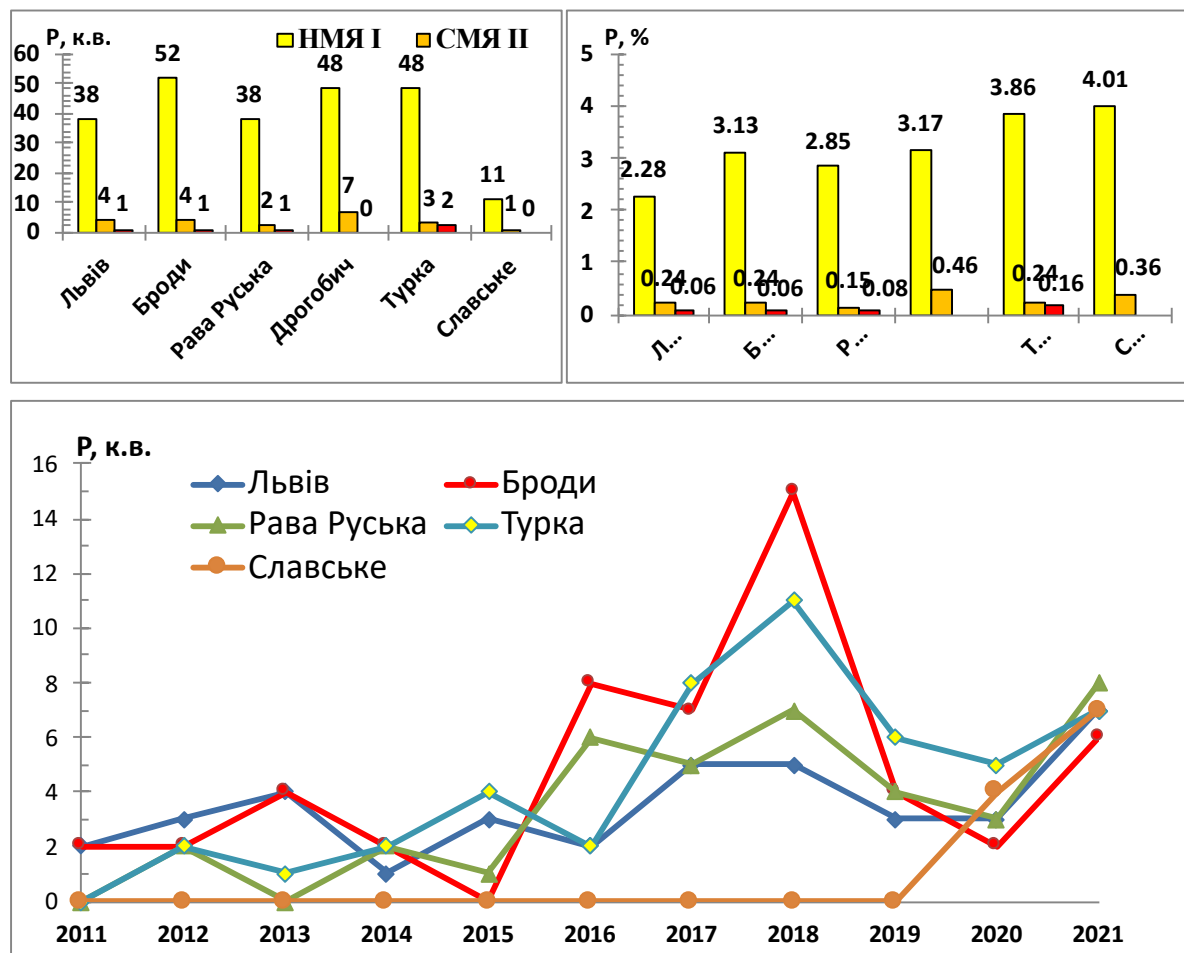 P, к.в.
НМЯ I СМЯ II
60
50
40
30
20
10
0
38 4 1
52 4 1
38 2 1
48 7 0
48 3 2
11 1 0
Львів Броди Рава Руська Дрогобич Турка Славське
P, %
5
4
3
2
1
0
2.28 0.24 0.06
3.13 0.24 0.06
2.85 0.15 0.08
3.17 0.46
3.86 0.24 0.16
4.01 0.36
Л... Б... Р... Т... С...
P, к.в.
Львів Броди
Рава Руська Турка
Славське
16
14
12
10
8
6
4
2
0
2011 2012 2013 2014 2015 2016 2017 2018 2019 2020 2021